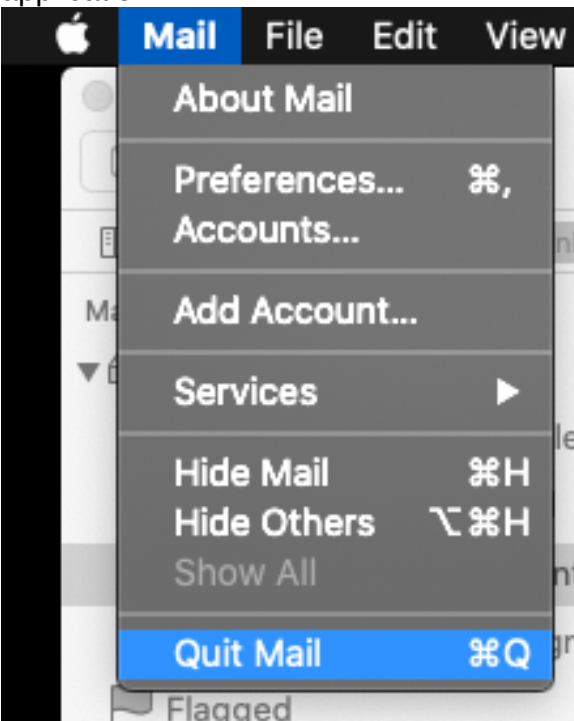 Mail File Edit View
About Mail
Preferences... ⌘,
Accounts...
Add Account...
Services ▶
Hide Mail ⌘H
Hide Others ⌥⌘H
Show All
Quit Mail ⌘Q
Flagged